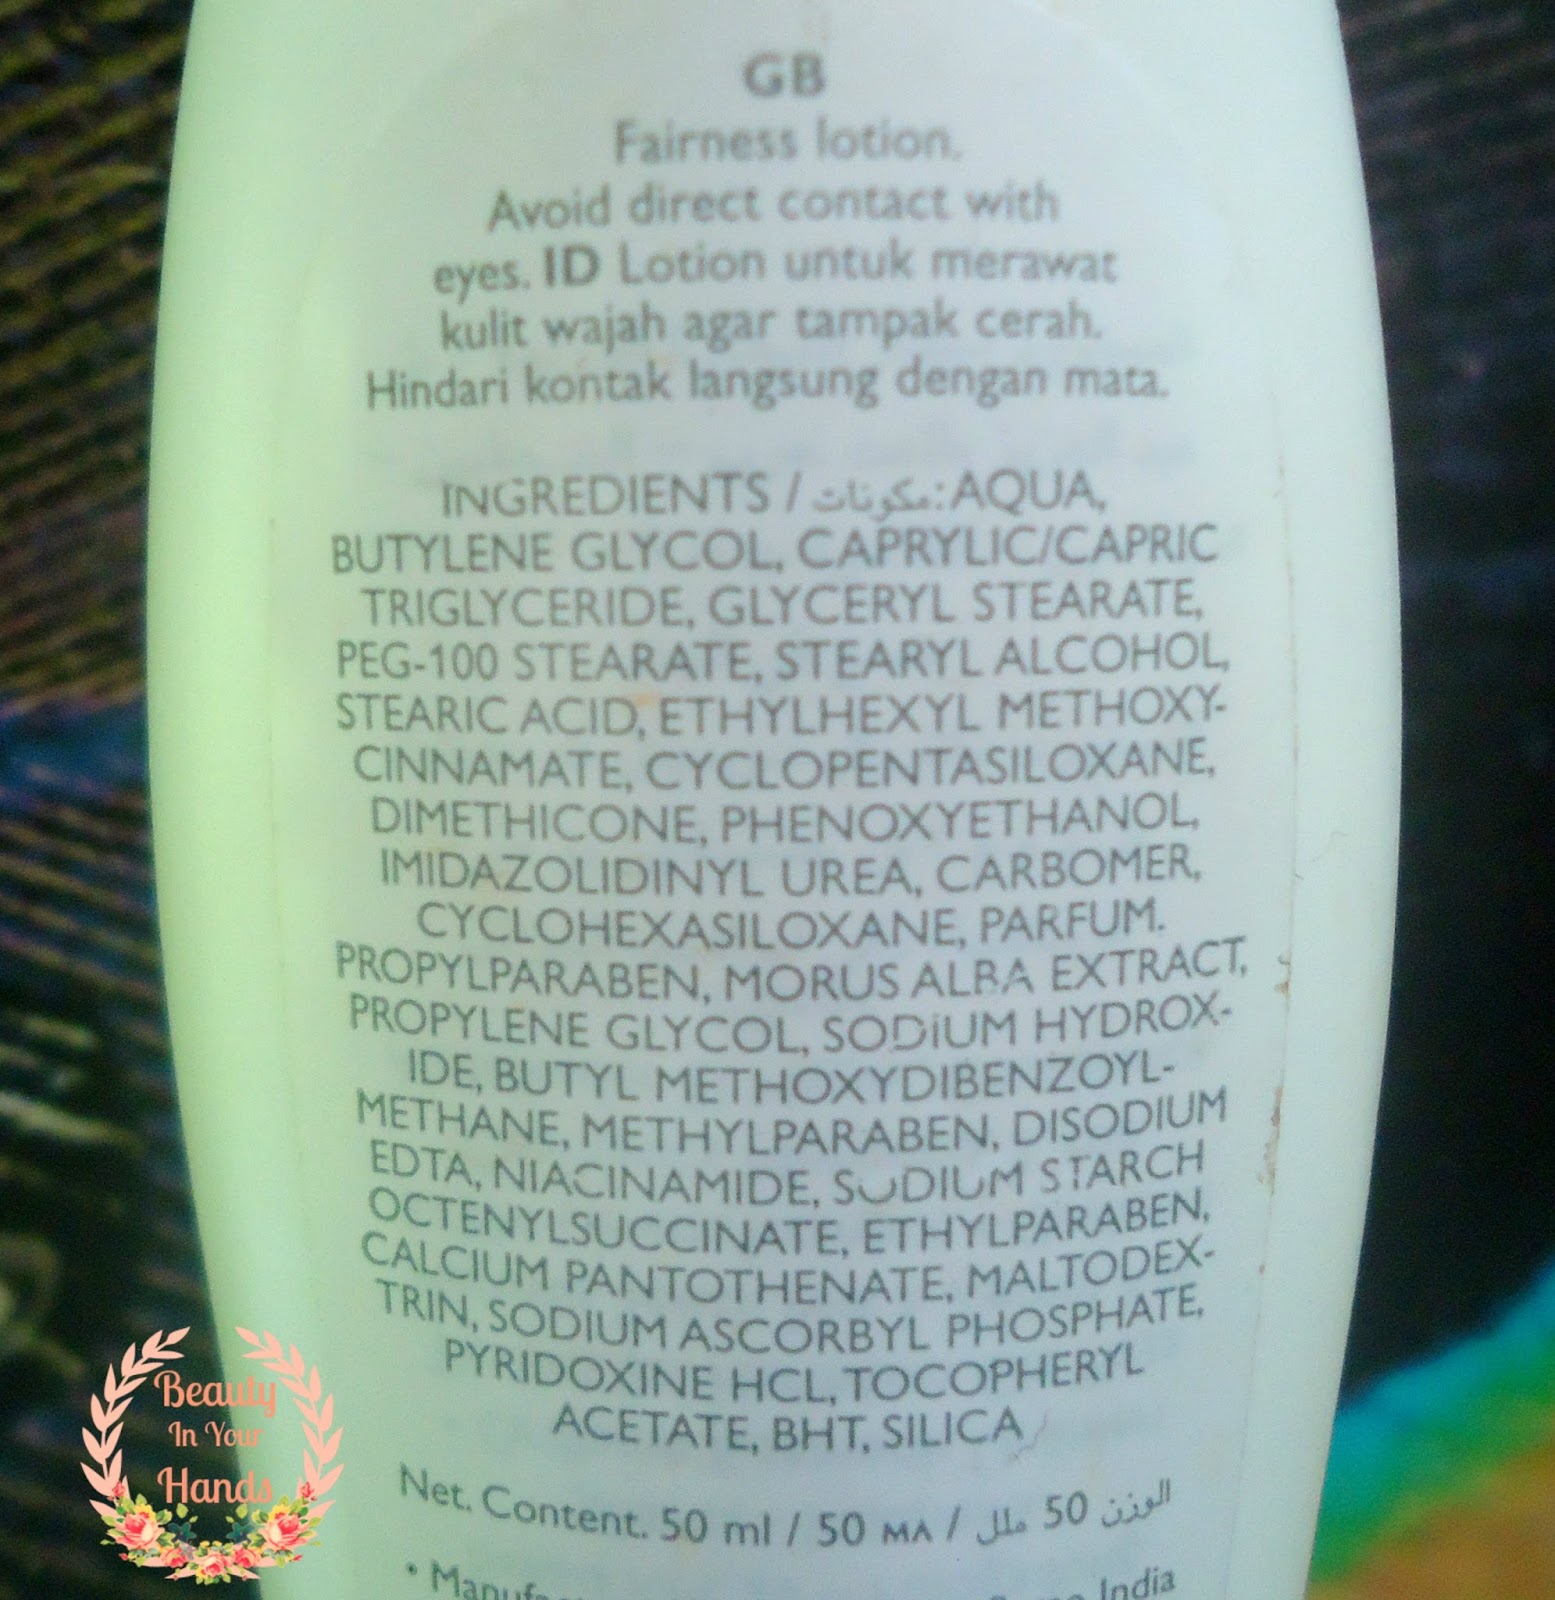 GB
Fairness lotion.
Avoid direct contact with
eyes. ID Lotion untuk merawat
kulit wajah agar tampak cerah.
Hindari kontak langsung dengan mata.
INGREDIENTS / مكونات: AQUA,
BUTYLENE GLYCOL, CAPRYLIC/CAPRIC
TRIGLYCERIDE, GLYCERYL STEARATE,
PEG-100 STEARATE, STEARYL ALCOHOL,
STEARIC ACID, ETHYLHEXYL METHOXY-
CINNAMATE, CYCLOPENTASILOXANE,
DIMETHICONE, PHENOXYETHANOL,
IMIDAZOLIDINYL UREA, CARBOMER,
CYCLOHEXASILOXANE, PARFUM.
PROPYLPARABEN, MORUS ALBA EXTRACT,
PROPYLENE GLYCOL, SODIUM HYDROX-
IDE, BUTYL METHOXYDIBENZOYL-
METHANE, METHYLPARABEN, DISODIUM
EDTA, NIACINAMIDE, SODIUM STARCH
OCTENYLSUCCINATE, ETHYLPARABEN,
CALCIUM PANTOTHENATE, MALTODEX-
TRIN, SODIUM ASCORBYL PHOSPHATE,
PYRIDOXINE HCL, TOCOPHERYL
ACETATE, BHT, SILICA
Net. Content. 50 ml / 50 мл / الوزن 50 ملل
India
Beauty
In Your
Hands